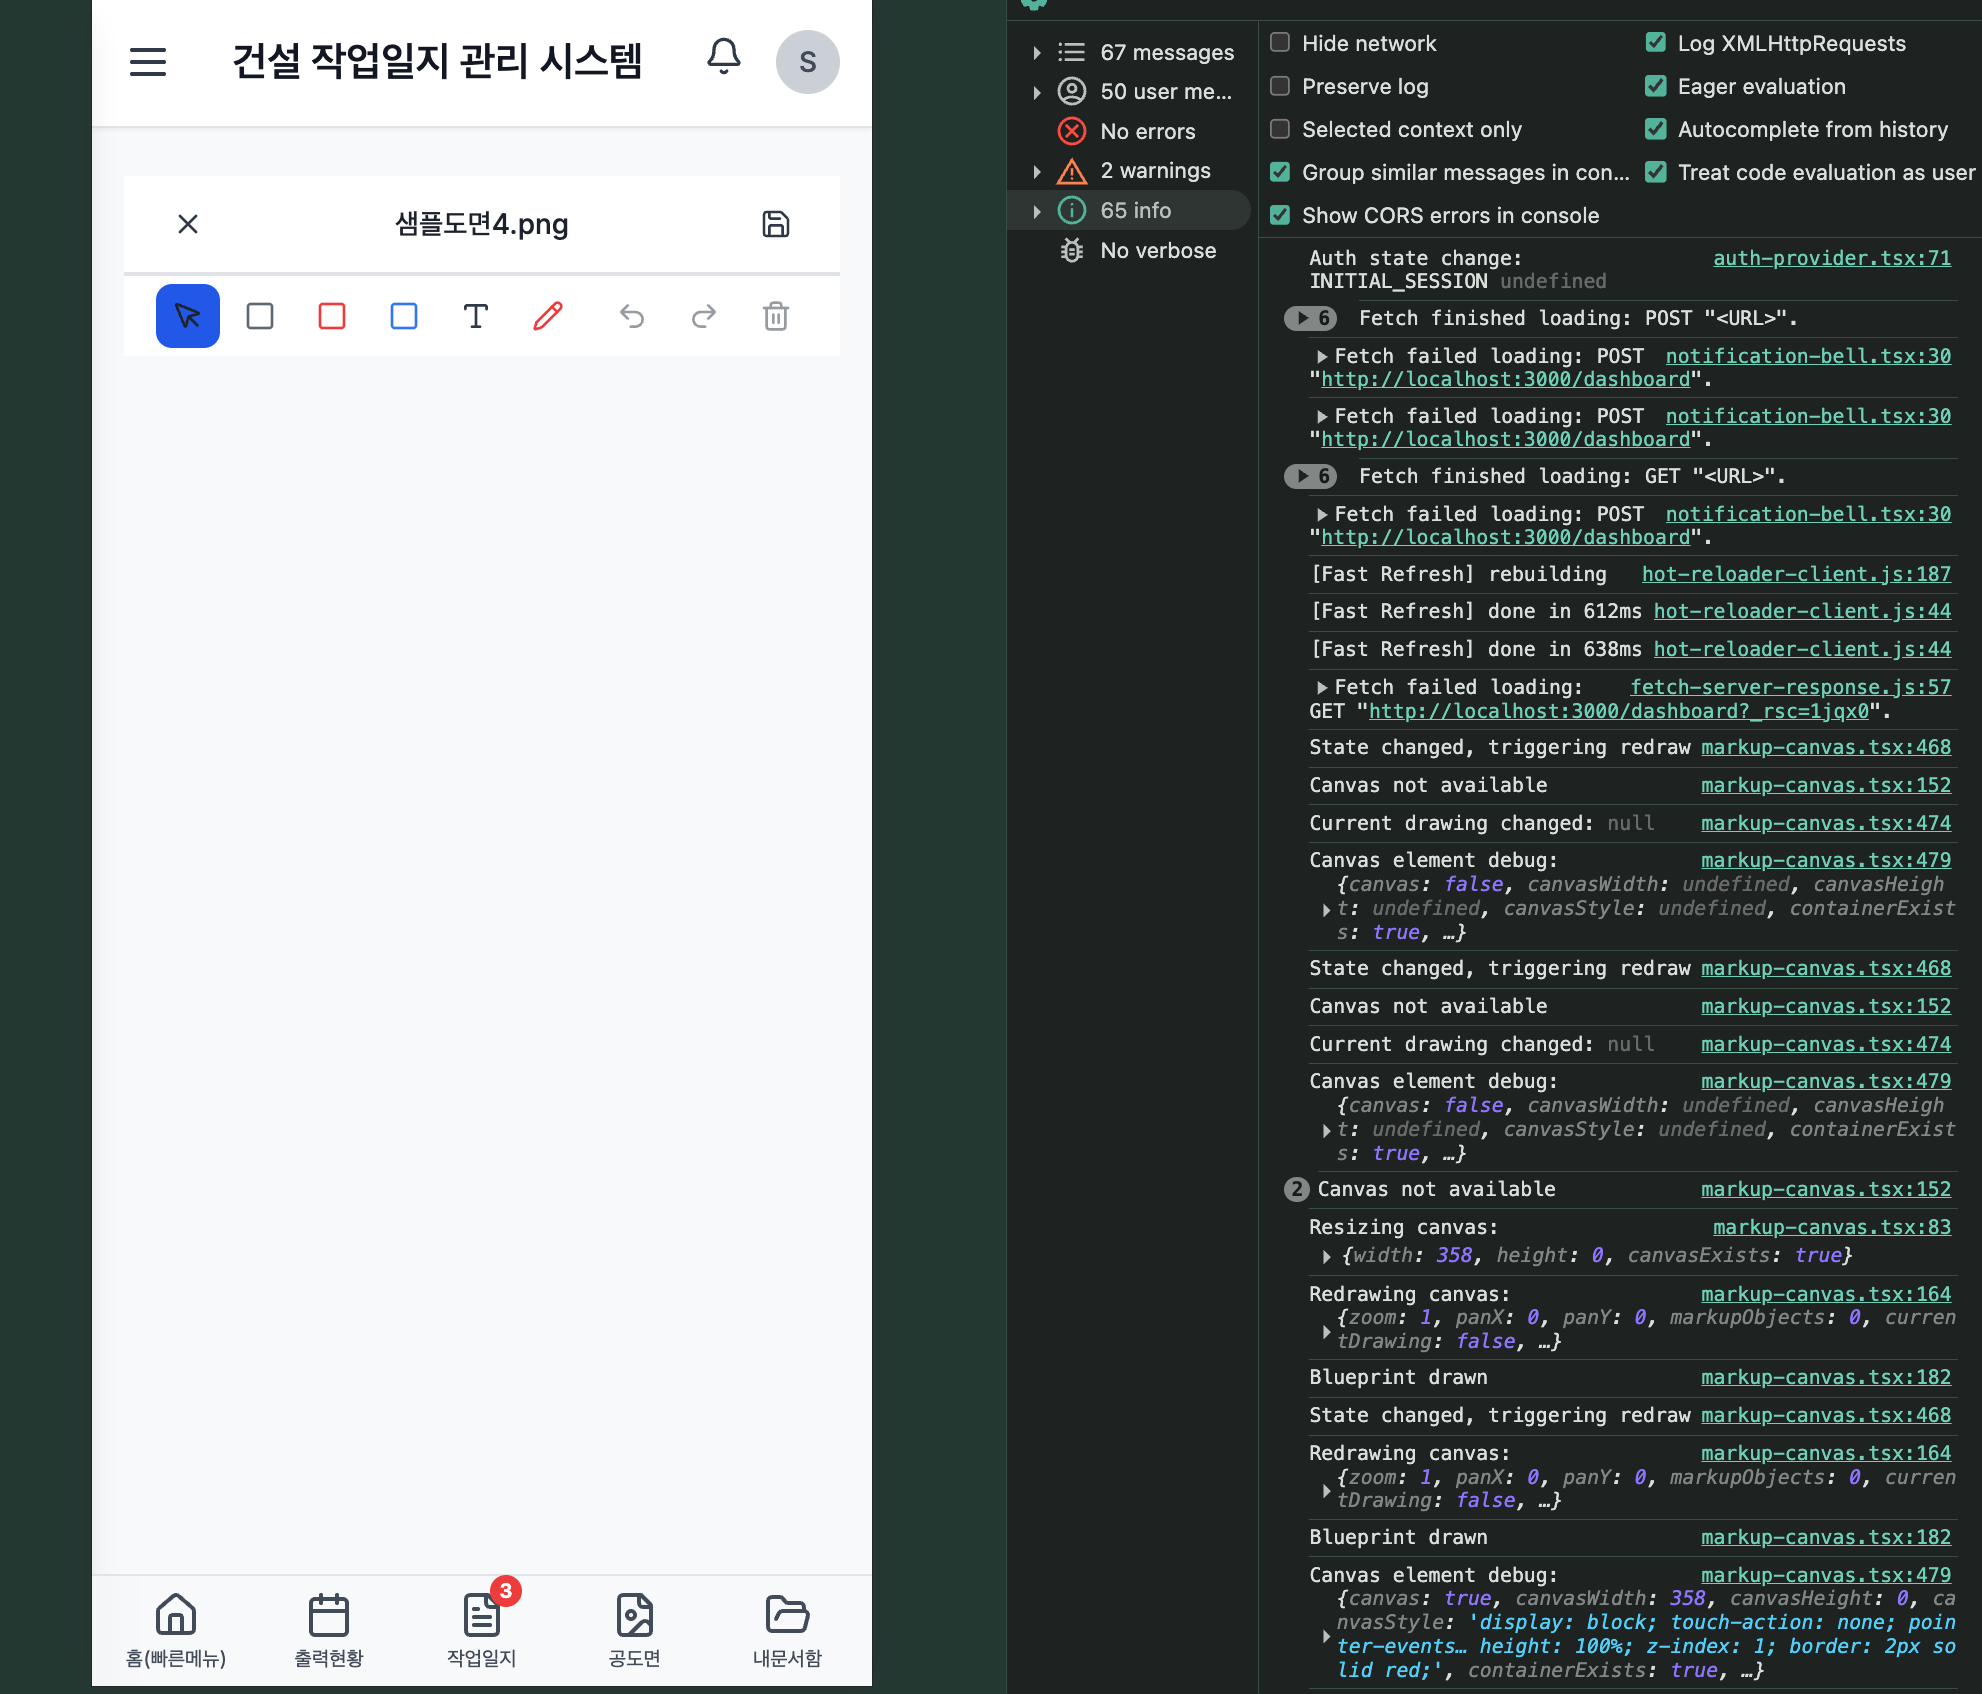 건설 작업일지 관리 시스템
S
샘플도면4.png
T
홈(빠른메뉴)
출력현황
3
작업일지
공도면
내문서함
67 messages
50 user me...
No errors
2 warnings
65 info
No verbose
Hide network
Log XMLHttpRequests
Preserve log
Eager evaluation
Selected context only
Autocomplete from history
Group similar messages in con...
Treat code evaluation as user
Show CORS errors in console
Auth state change: auth-provider.tsx:71
INITIAL_SESSION undefined
6 Fetch finished loading: POST "<URL>".
Fetch failed loading: POST notification-bell.tsx:30
"http://localhost:3000/dashboard".
Fetch failed loading: POST notification-bell.tsx:30
"http://localhost:3000/dashboard".
6 Fetch finished loading: GET "<URL>".
Fetch failed loading: POST notification-bell.tsx:30
"http://localhost:3000/dashboard".
[Fast Refresh] rebuilding hot-reloader-client.js:187
[Fast Refresh] done in 612ms hot-reloader-client.js:44
[Fast Refresh] done in 638ms hot-reloader-client.js:44
Fetch failed loading: fetch-server-response.js:57
GET "http://localhost:3000/dashboard?_rsc=1jqx0".
State changed, triggering redraw markup-canvas.tsx:468
Canvas not available markup-canvas.tsx:152
Current drawing changed: null markup-canvas.tsx:474
Canvas element debug: markup-canvas.tsx:479
{canvas: false, canvasWidth: undefined, canvasHeigh
t: undefined, canvasStyle: undefined, containerExist
s: true, …}
State changed, triggering redraw markup-canvas.tsx:468
Canvas not available markup-canvas.tsx:152
Current drawing changed: null markup-canvas.tsx:474
Canvas element debug: markup-canvas.tsx:479
{canvas: false, canvasWidth: undefined, canvasHeigh
t: undefined, canvasStyle: undefined, containerExist
s: true, …}
2 Canvas not available markup-canvas.tsx:152
Resizing canvas: markup-canvas.tsx:83
{width: 358, height: 0, canvasExists: true}
Redrawing canvas: markup-canvas.tsx:164
{zoom: 1, panX: 0, panY: 0, markupObjects: 0, curren
tDrawing: false, …}
Blueprint drawn markup-canvas.tsx:182
State changed, triggering redraw markup-canvas.tsx:468
Redrawing canvas: markup-canvas.tsx:164
{zoom: 1, panX: 0, panY: 0, markupObjects: 0, curren
tDrawing: false, …}
Blueprint drawn markup-canvas.tsx:182
Canvas element debug: markup-canvas.tsx:479
{canvas: true, canvasWidth: 358, canvasHeight: 0, ca
nvasStyle: 'display: block; touch-action: none; poin
ter-events… height: 100%; z-index: 1; border: 2px so
lid red;', containerExists: true, …}